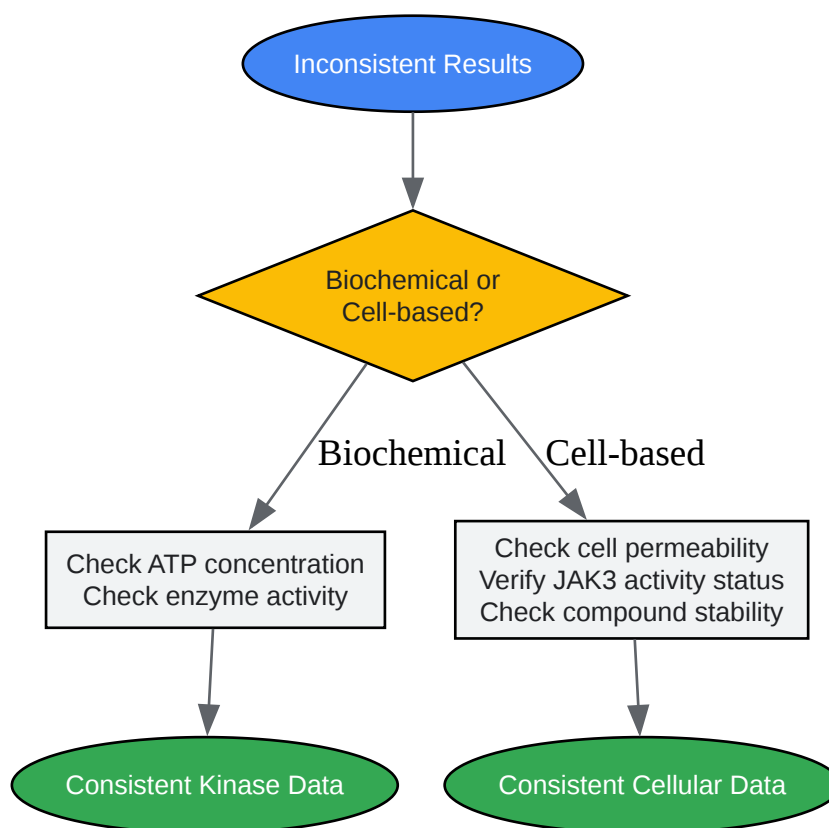 Inconsistent Results
Biochemical or
Cell-based?
Biochemical
Cell-based
Check ATP concentration
Check enzyme activity
Check cell permeability
Verify JAK3 activity status
Check compound stability
Consistent Kinase Data
Consistent Cellular Data